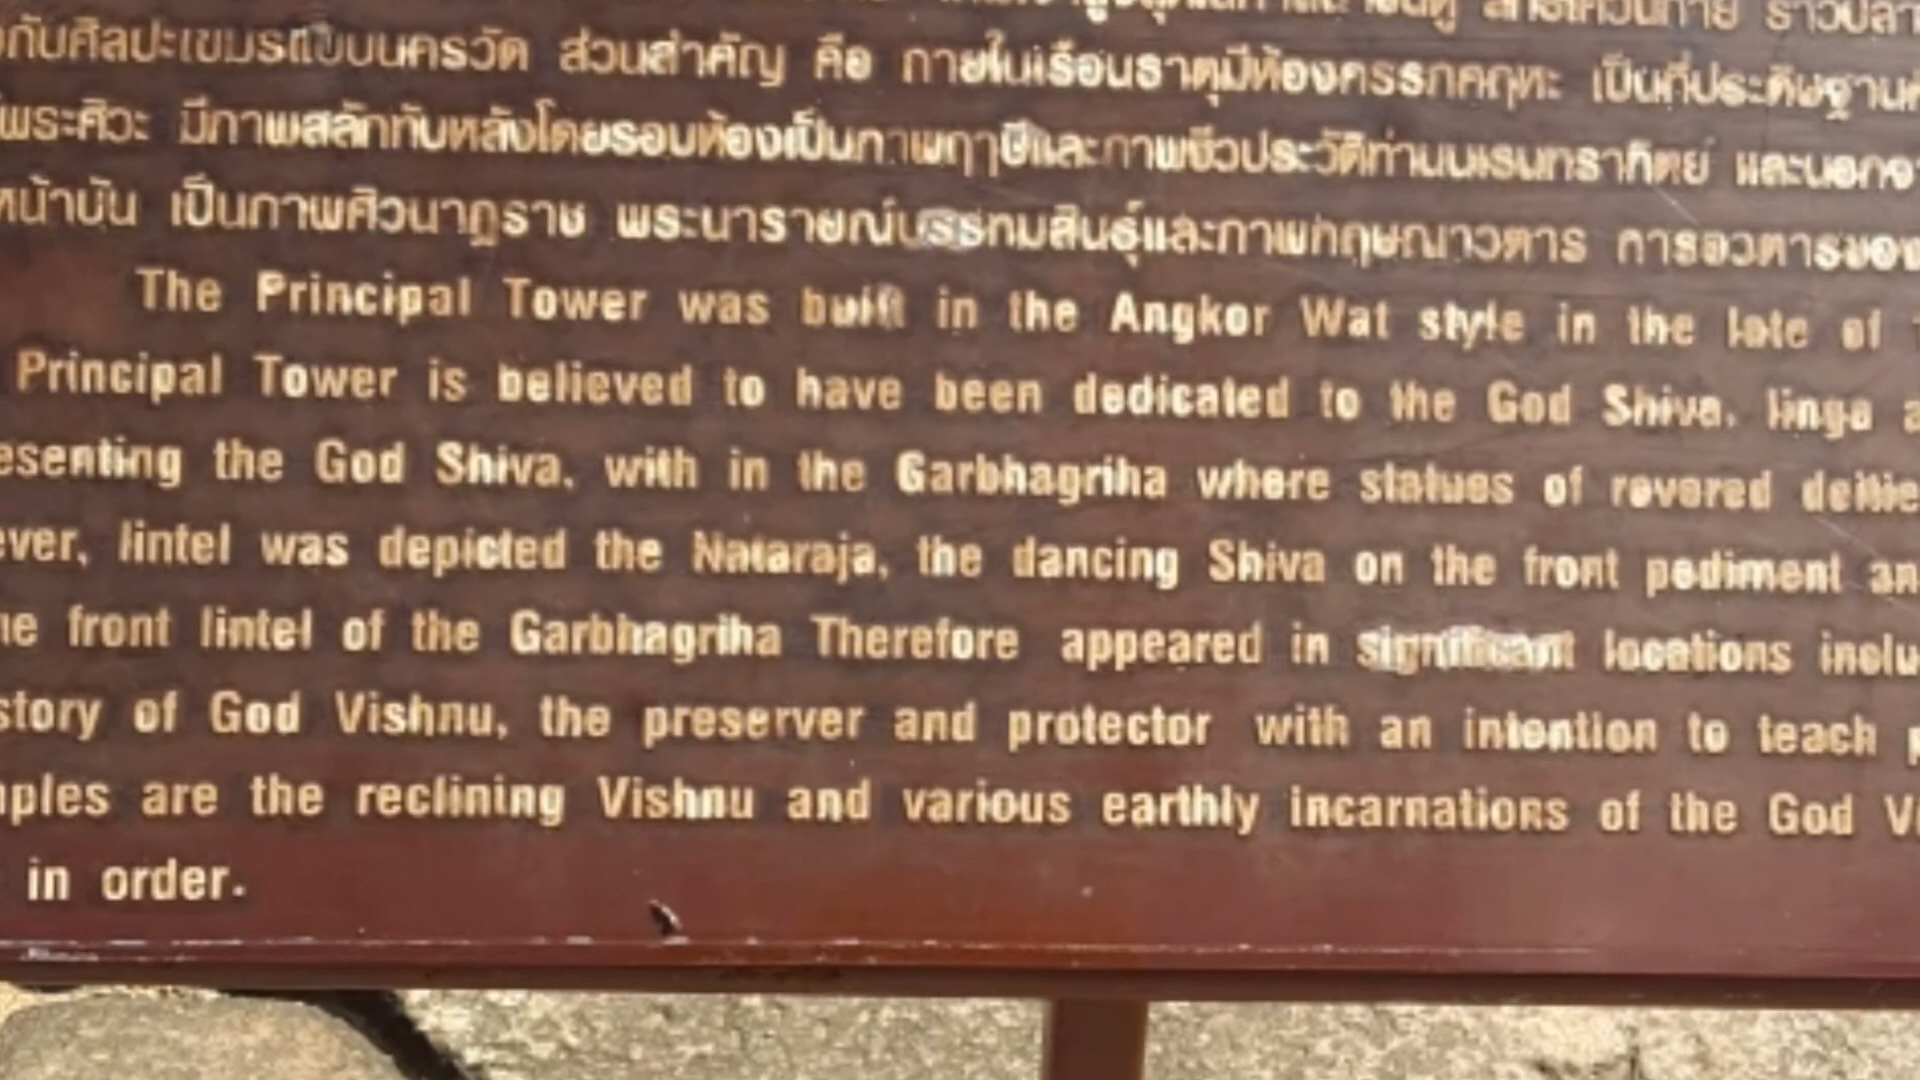 กับศิลปะเขมรแบบนครวัด ส่วนสำคัญ คือ ภายในเรือนธาตุมีห้องครรภคฤหะ เป็นที่ประดิษฐาน
พระศิวะ มีภาพสลักทับหลังโดยรอบห้องเป็นภาพฤๅษีและภาพชีวประวัติท่านนเรนทราทิตย์ และนอกจา
หน้าบัน เป็นภาพศิวนาฏราช พระนารายณ์บรรทมสินธุ์และภาพกฤษณาวตาร การอวตารของ
The Principal Tower was built in the Angkor Wat style in the late of
Principal Tower is believed to have been dedicated to the God Shiva. linga a
esenting the God Shiva, with in the Garbhagriha where statues of revered deitie
ever, lintel was depicted the Nataraja, the dancing Shiva on the front pediment an
he front lintel of the Garbhagriha Therefore appeared in significant locations inclu
story of God Vishnu, the preserver and protector with an intention to teach p
mples are the reclining Vishnu and various earthly incarnations of the God Vi
in order.